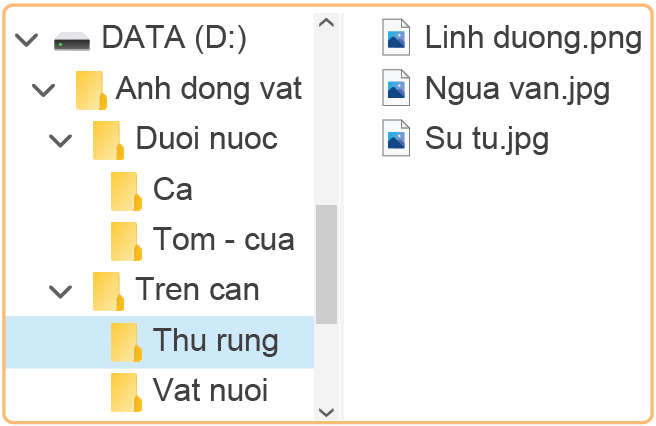 DATA (D:)
Anh dong vat
Duoi nuoc
Ca
Tom - cua
Tren can
Thu rung
Vat nuoi
Linh duong.png
Ngua van.jpg
Su tu.jpg